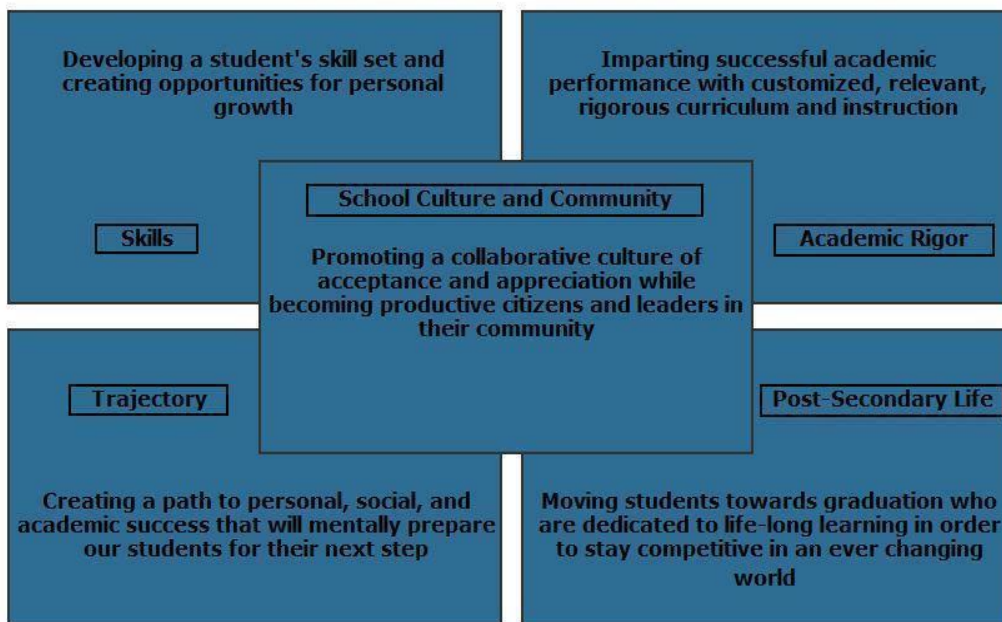 Developing a student's skill set and
creating opportunities for personal
growth
Skills
Imparting successful academic
performance with customized, relevant,
rigorous curriculum and instruction
Academic Rigor
School Culture and Community
Promoting a collaborative culture of
acceptance and appreciation while
becoming productive citizens and leaders in
their community
Trajectory
Creating a path to personal, social, and
academic success that will mentally prepare
our students for their next step
Post-Secondary Life
Moving students towards graduation who
are dedicated to life-long learning in order
to stay competitive in an ever changing
world